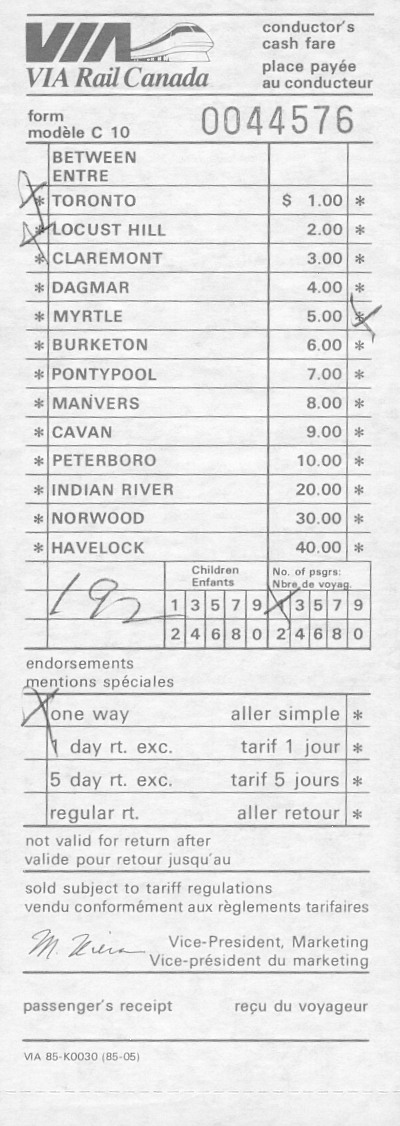 VIA
VIA Rail Canada
conductor's
cash fare
place payée
au conducteur
form
modèle C 10
0044576
BETWEEN
ENTRE
* TORONTO $ 1.00 *
* LOCUST HILL 2.00 *
* CLAREMONT 3.00 *
* DAGMAR 4.00 *
* MYRTLE 5.00 *
* BURKETON 6.00 *
* PONTYPOOL 7.00 *
* MANVERS 8.00 *
* CAVAN 9.00 *
* PETERBORO 10.00 *
* INDIAN RIVER 20.00 *
* NORWOOD 30.00 *
* HAVELOCK 40.00 *
192
Children
Enfants
No. of psgrs:
Nbre de voyag.
1 3 5 7 9 1 3 5 7 9
2 4 6 8 0 2 4 6 8 0
endorsements
mentions spéciales
one way aller simple *
1 day rt. exc. tarif 1 jour *
5 day rt. exc. tarif 5 jours *
regular rt. aller retour *
not valid for return after
valide pour retour jusqu'au
sold subject to tariff regulations
vendu conformément aux règlements tarifaires
Vice-President, Marketing
Vice-président du marketing
passenger's receipt reçu du voyageur
VIA 85-K0030 (85-05)